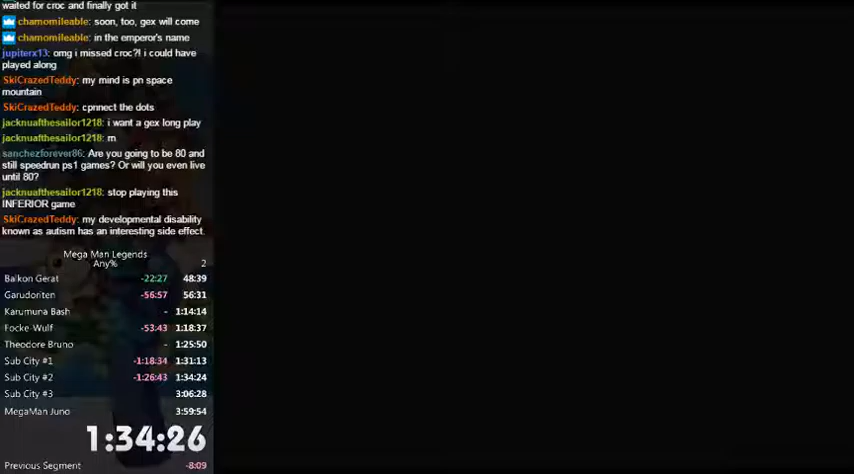 waited for croc and finally got it
chamomileable: soon, too, gex will come
chamomileable: in the emperor's name
jupiterx13: omg i missed croc?! i could have
played along
SkiCrazedTeddy: my mind is pn space
mountain
SkiCrazedTeddy: cpnnect the dots
jacknuafthesailor1218: i want a gex long play
jacknuafthesailor1218: m
sanchezforever86: Are you going to be 80 and
still speedrun ps1 games? Or will you even live
until 80?
jacknuafthesailor1218: stop playing this
INFERIOR game
SkiCrazedTeddy: my developmental disability
known as autism has an interesting side effect.
Mega Man Legends
Any% 2
Balkon Gerat -22:27 48:39
Garudoriten -56:57 56:31
Karumuna Bash - 1:14:14
Focke-Wulf -53:43 1:18:37
Theodore Bruno - 1:25:50
Sub City #1 -1:18:34 1:31:13
Sub City #2 -1:26:43 1:34:24
Sub City #3 3:06:28
MegaMan Juno 3:59:54
1:34:26
Previous Segment -8:09